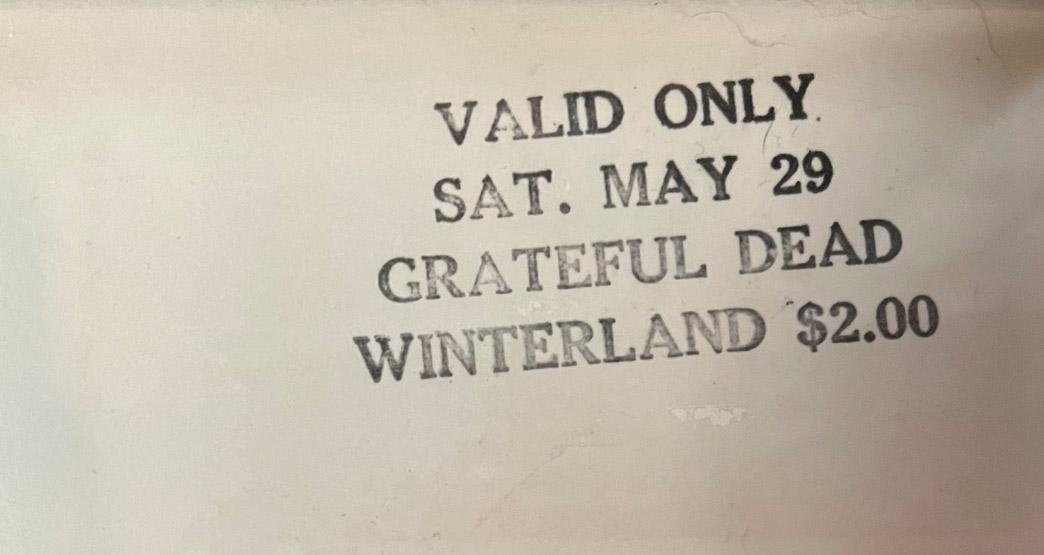 VALID ONLY
SAT. MAY 29
GRATEFUL DEAD
WINTERLAND $2.00